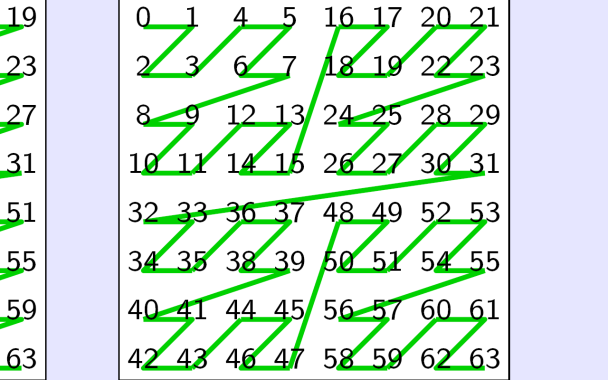 19 0 1 4 5 16 17 20 21
23 2 3 6 7 18 19 22 23
27 8 9 12 13 24 25 28 29
31 10 11 14 15 26 27 30 31
51 32 33 36 37 48 49 52 53
55 34 35 38 39 50 51 54 55
59 40 41 44 45 56 57 60 61
63 42 43 46 47 58 59 62 63